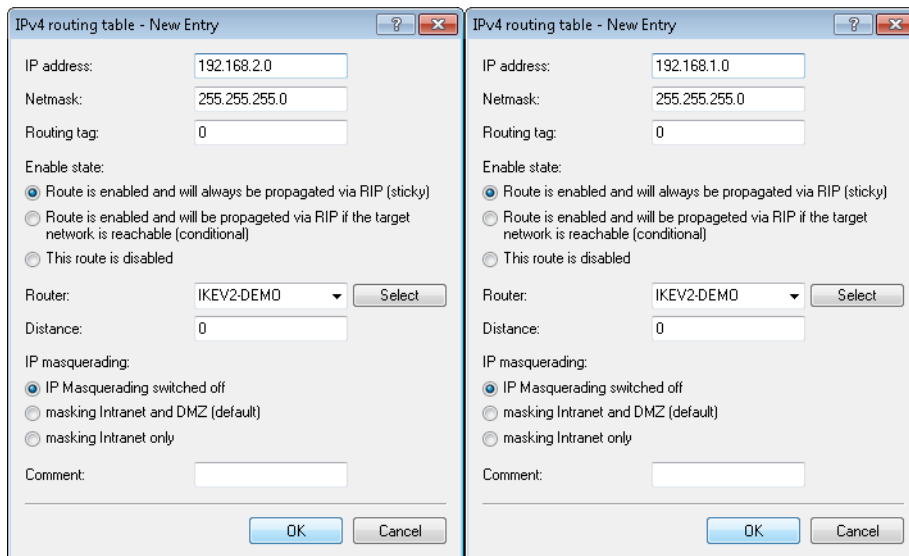 IPv4 routing table - New Entry
IP address: 192.168.2.0
Netmask: 255.255.255.0
Routing tag: 0
Enable state:
Route is enabled and will always be propagated via RIP (sticky)
Route is enabled and will be propageted via RIP if the target
network is reachable (conditional)
This route is disabled
Router: IKEV2-DEMO Select
Distance: 0
IP masquerading:
IP Masquerading switched off
masking Intranet and DMZ (default)
masking Intranet only
Comment:
OK Cancel
IPv4 routing table - New Entry
IP address: 192.168.1.0
Netmask: 255.255.255.0
Routing tag: 0
Enable state:
Route is enabled and will always be propagated via RIP (sticky)
Route is enabled and will be propageted via RIP if the target
network is reachable (conditional)
This route is disabled
Router: IKEV2-DEMO Select
Distance: 0
IP masquerading:
IP Masquerading switched off
masking Intranet and DMZ (default)
masking Intranet only
Comment:
OK Cancel